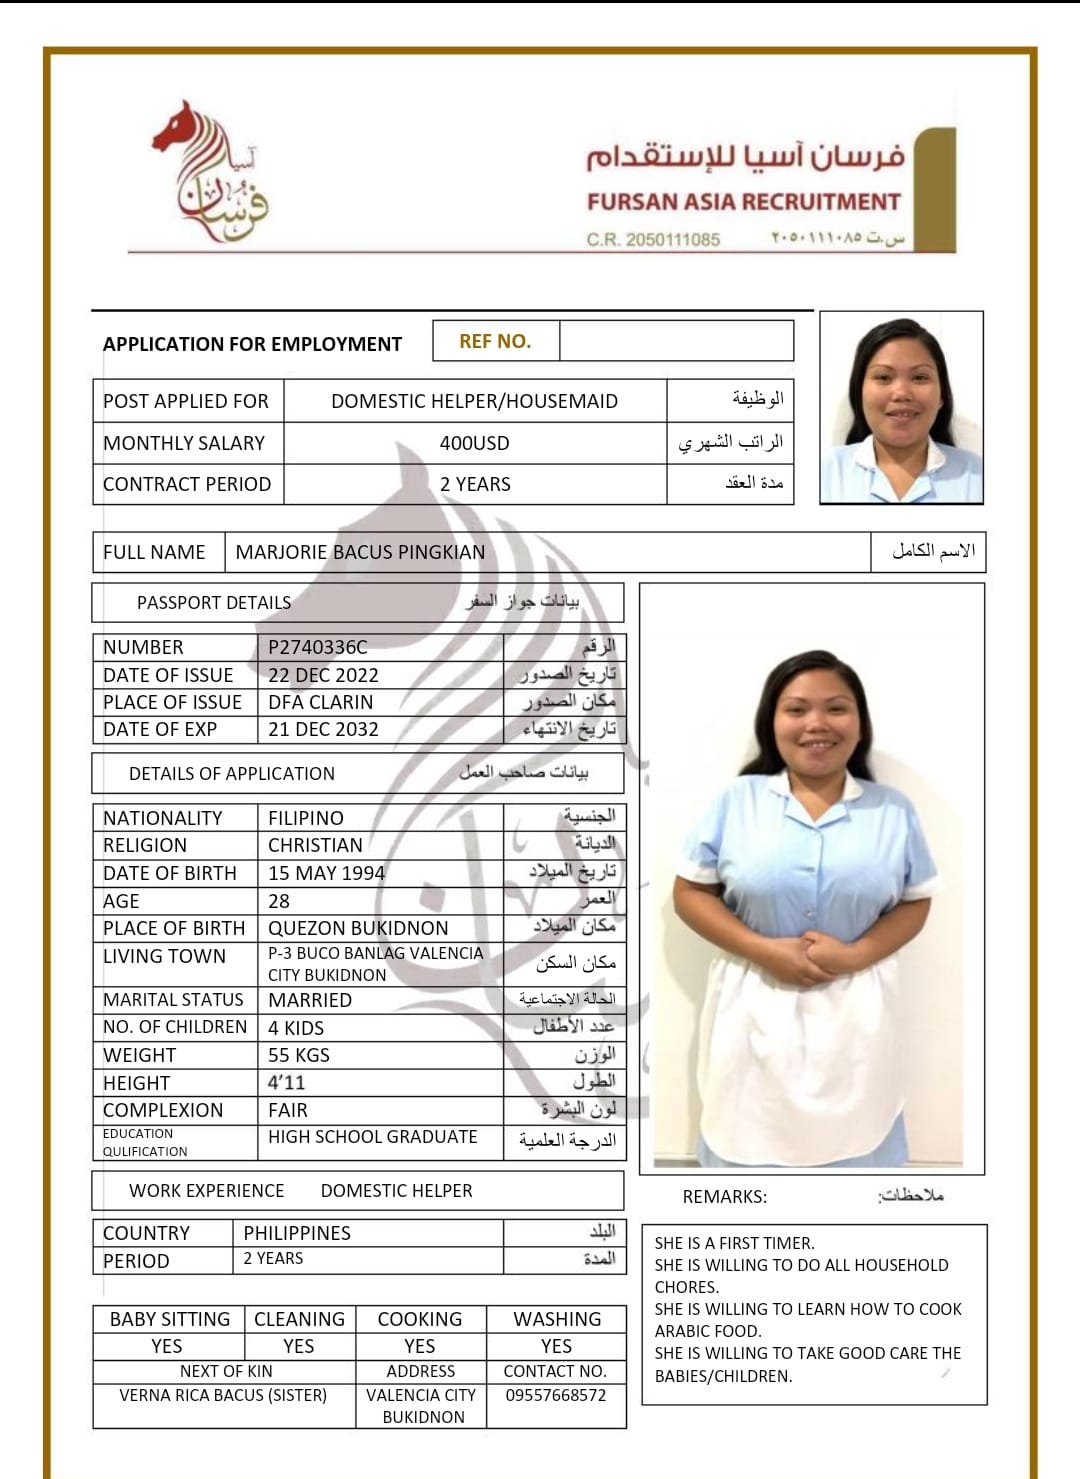 آسيا
فرسان
فرسان آسيا للإستقدام
FURSAN ASIA RECRUITMENT
C.R. 2050111085 س.ت ٢٠٥٠١١١٠٨٥
APPLICATION FOR EMPLOYMENT REF NO.
POST APPLIED FOR DOMESTIC HELPER/HOUSEMAID الوظيفة
MONTHLY SALARY 400USD الراتب الشهري
CONTRACT PERIOD 2 YEARS مدة العقد
FULL NAME MARJORIE BACUS PINGKIAN الاسم الكامل
PASSPORT DETAILS بيانات جواز السفر
NUMBER P2740336C الرقم
DATE OF ISSUE 22 DEC 2022 تاريخ الصدور
PLACE OF ISSUE DFA CLARIN مكان الصدور
DATE OF EXP 21 DEC 2032 تاريخ الانتهاء
DETAILS OF APPLICATION بيانات صاحب العمل
NATIONALITY FILIPINO الجنسية
RELIGION CHRISTIAN الديانة
DATE OF BIRTH 15 MAY 1994 تاريخ الميلاد
AGE 28 العمر
PLACE OF BIRTH QUEZON BUKIDNON مكان الميلاد
LIVING TOWN P-3 BUCO BANLAG VALENCIA CITY BUKIDNON مكان السكن
MARITAL STATUS MARRIED الحالة الاجتماعية
NO. OF CHILDREN 4 KIDS عدد الأطفال
WEIGHT 55 KGS الوزن
HEIGHT 4'11 الطول
COMPLEXION FAIR لون البشرة
EDUCATION QULIFICATION HIGH SCHOOL GRADUATE الدرجة العلمية
WORK EXPERIENCE DOMESTIC HELPER
COUNTRY PHILIPPINES البلد
PERIOD 2 YEARS المدة
BABY SITTING CLEANING COOKING WASHING
YES YES YES YES
NEXT OF KIN ADDRESS CONTACT NO.
VERNA RICA BACUS (SISTER) VALENCIA CITY BUKIDNON 09557668572
REMARKS: ملاحظات:
SHE IS A FIRST TIMER.
SHE IS WILLING TO DO ALL HOUSEHOLD
CHORES.
SHE IS WILLING TO LEARN HOW TO COOK
ARABIC FOOD.
SHE IS WILLING TO TAKE GOOD CARE THE
BABIES/CHILDREN.